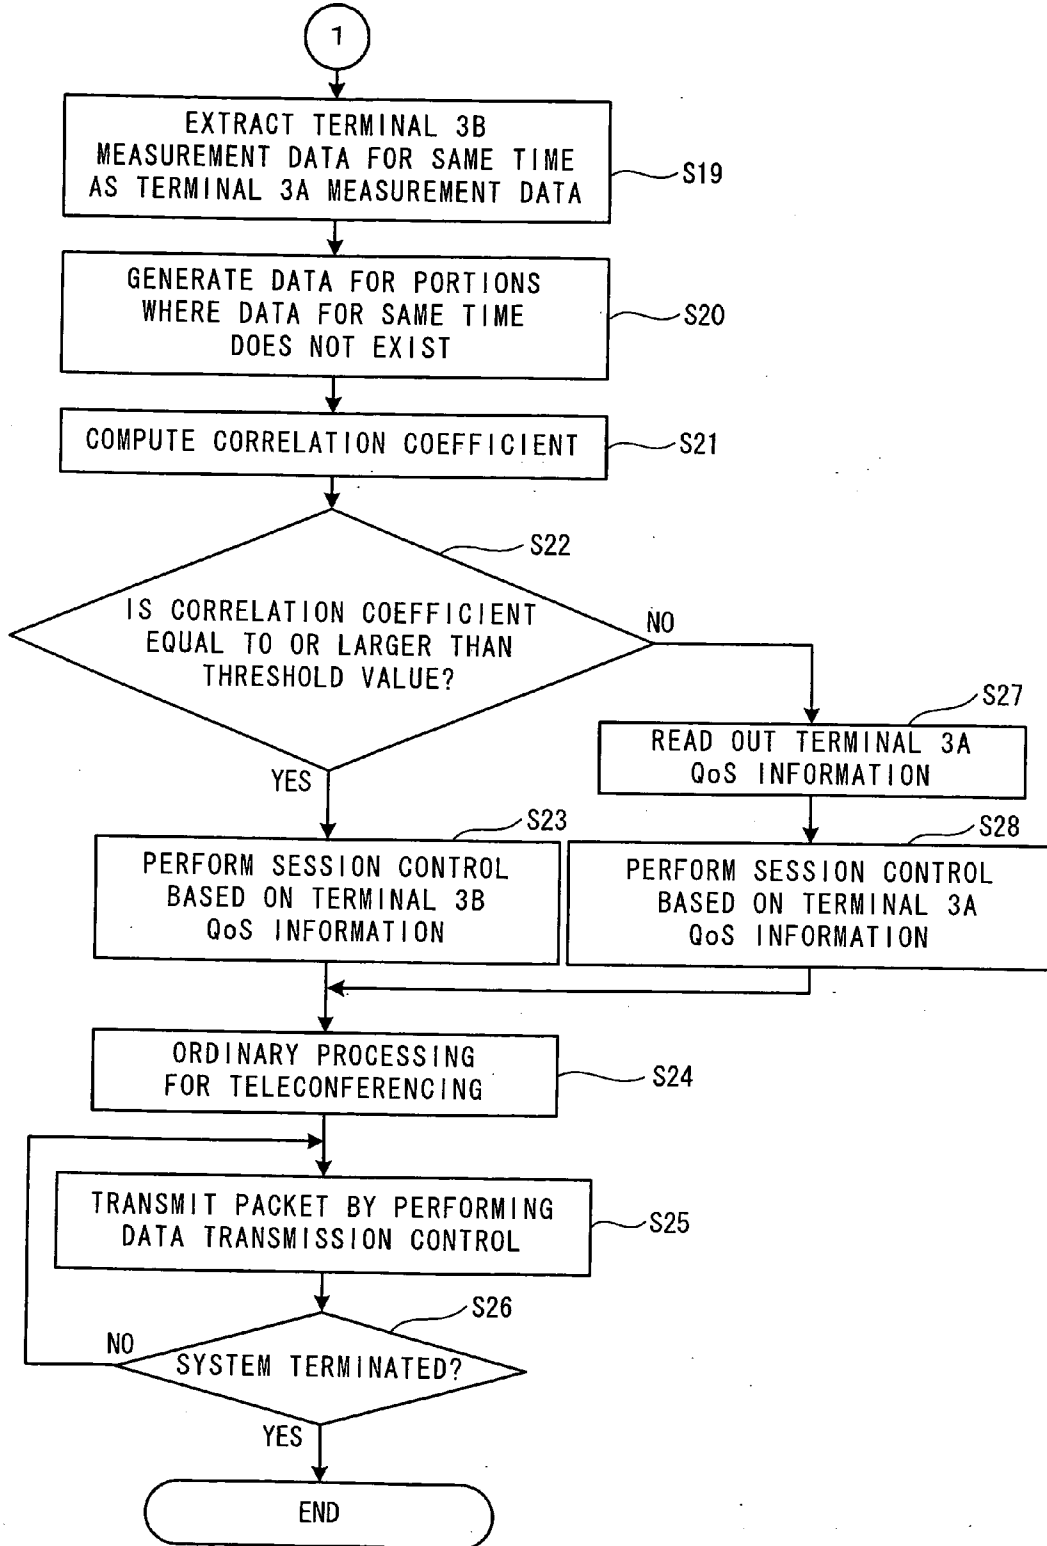 1
EXTRACT TERMINAL 3B
MEASUREMENT DATA FOR SAME TIME
AS TERMINAL 3A MEASUREMENT DATA
S19
GENERATE DATA FOR PORTIONS
WHERE DATA FOR SAME TIME
DOES NOT EXIST
S20
COMPUTE CORRELATION COEFFICIENT
S21
S22
IS CORRELATION COEFFICIENT
EQUAL TO OR LARGER THAN
THRESHOLD VALUE?
NO
YES
S27
READ OUT TERMINAL 3A
QoS INFORMATION
S23
PERFORM SESSION CONTROL
BASED ON TERMINAL 3B
QoS INFORMATION
S28
PERFORM SESSION CONTROL
BASED ON TERMINAL 3A
QoS INFORMATION
ORDINARY PROCESSING
FOR TELECONFERENCING
S24
TRANSMIT PACKET BY PERFORMING
DATA TRANSMISSION CONTROL
S25
S26
NO
SYSTEM TERMINATED?
YES
END